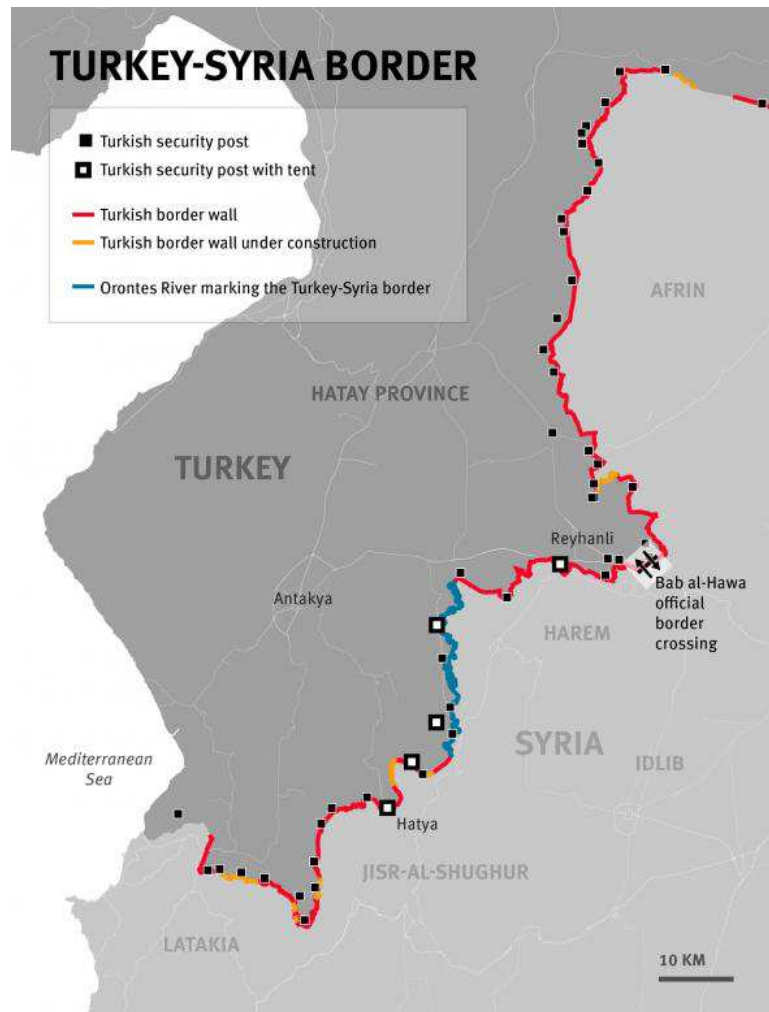 TURKEY-SYRIA BORDER
Turkish security post
Turkish security post with tent
Turkish border wall
Turkish border wall under construction
Orontes River marking the Turkey-Syria border
AFRIN
HATAY PROVINCE
TURKEY
Reyhanli
Bab al-Hawa
official
border
crossing
Antakya
HAREM
SYRIA
Mediterranean
Sea
IDLIB
Hatya
JISR-AL-SHUGHUR
LATAKIA
10 KM